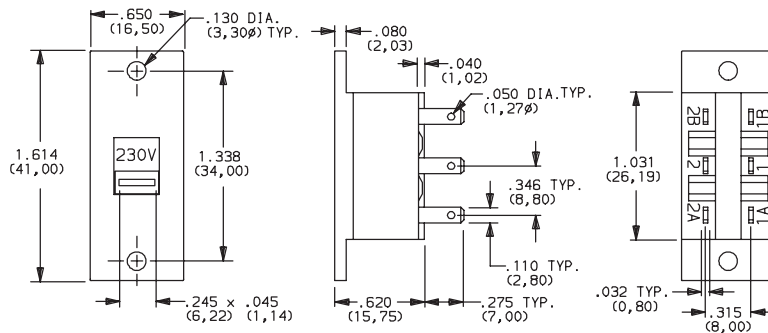 .650
(16,50)
.130 DIA.
(3,30ø) TYP.
1.614
(41,00)
230V
1.338
(34,00)
.245 x .045
(6,22) (1,14)
.080
(2,03)
.040
(1,02)
.050 DIA.TYP.
(1,27ø)
.346 TYP.
(8,80)
.110 TYP.
(2,80)
.620
(15,75)
.275 TYP.
(7,00)
1.031
(26,19)
2B
1B
2
1
2A
1A
.032 TYP.
(0,80)
.315
(8,00)